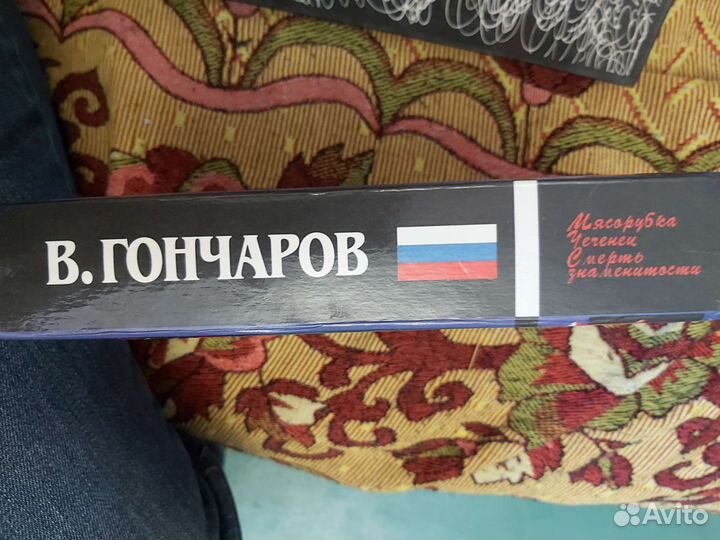 В. ГОНЧАРОВ
Мясорубка
Чеченец
Смерть
знаменитости
Avito